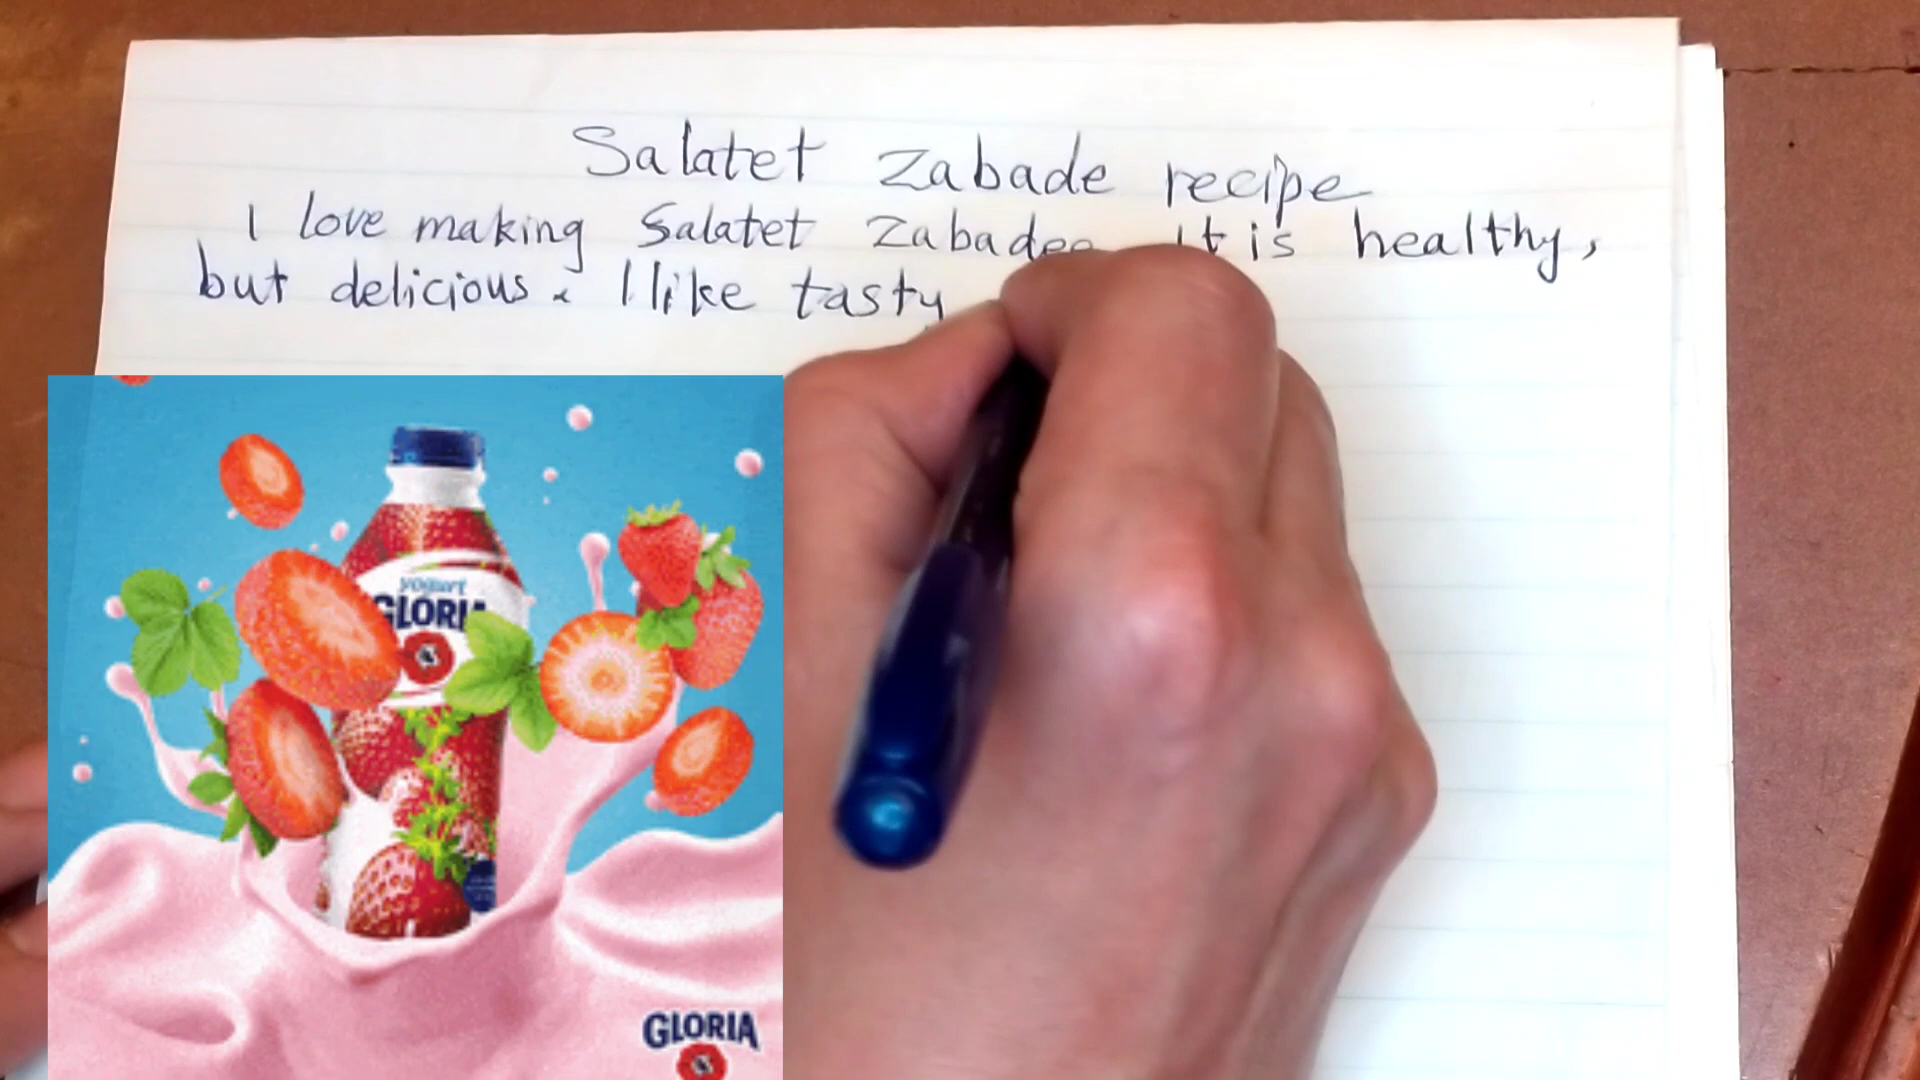 Salatet Zabade recipe
I love making Salatet Zabade It is healthy,
but delicious. I like tasty
yogurt
GLORIA
GLORIA